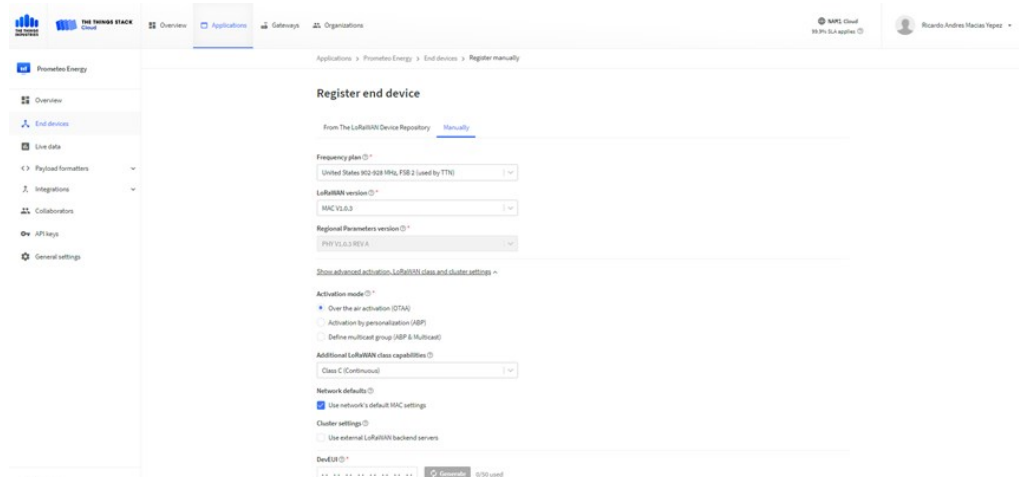 THE THINGS INDUSTRIES
THE THINGS STACK
Cloud
Overview
Applications
Gateways
Organizations
NAM1 Cloud
99.9% SLA applies
Ricardo Andres Macias Yepez
Prometeo Energy
Overview
End devices
Live data
Payload formatters
Integrations
Collaborators
API keys
General settings
Applications > Prometeo Energy > End devices > Register manually
Register end device
From The LoRaWAN Device Repository
Manually
Frequency plan *
United States 902-928 MHz, FSB 2 (used by TTN)
LoRaWAN version *
MAC V1.0.3
Regional Parameters version *
PHY V1.0.3 REV A
Show advanced activation, LoRaWAN class and cluster settings
Activation mode *
Over the air activation (OTAA)
Activation by personalization (ABP)
Define multicast group (ABP & Multicast)
Additional LoRaWAN class capabilities
Class C (Continuous)
Network defaults
Use network's default MAC settings
Cluster settings
Use external LoRaWAN backend servers
DevEUI *
Generate
0/50 used